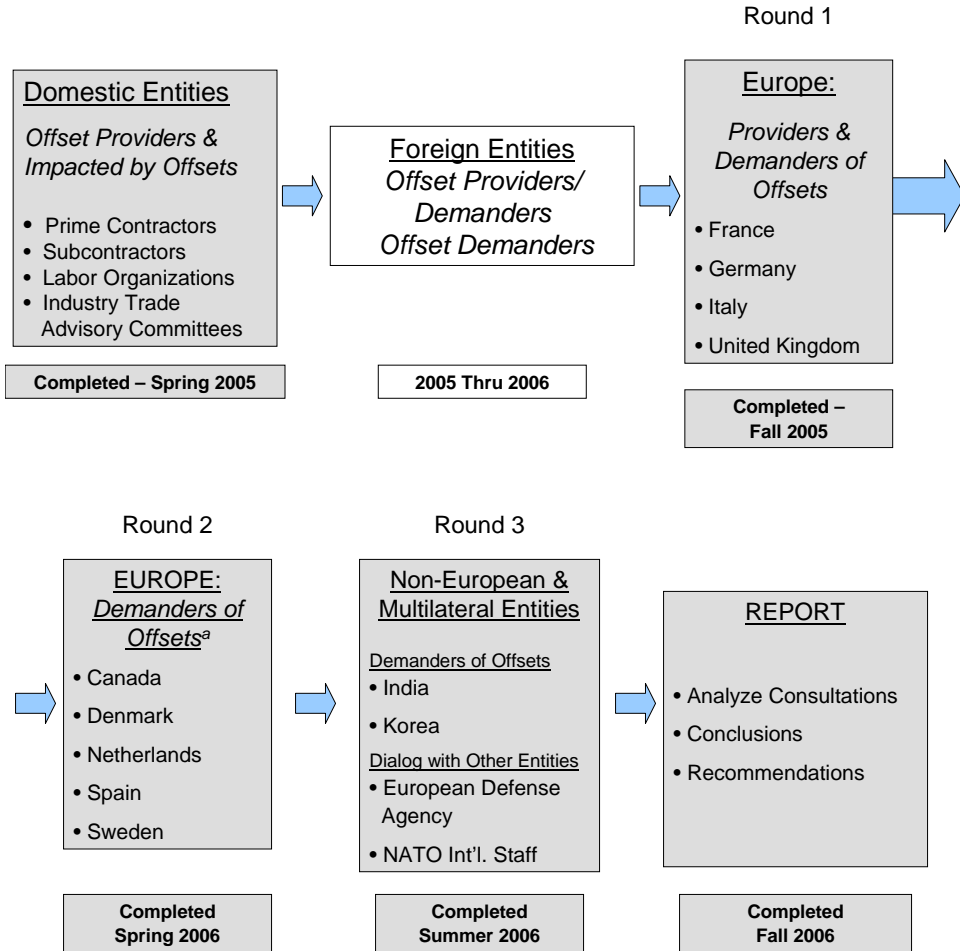 Round 1
Domestic Entities
Offset Providers &
Impacted by Offsets
• Prime Contractors
• Subcontractors
• Labor Organizations
• Industry Trade
Advisory Committees
Completed – Spring 2005
Foreign Entities
Offset Providers/
Demanders
Offset Demanders
2005 Thru 2006
Europe:
Providers &
Demanders of
Offsets
• France
• Germany
• Italy
• United Kingdom
Completed –
Fall 2005
Round 2
EUROPE:
Demanders of
Offsetsª
• Canada
• Denmark
• Netherlands
• Spain
• Sweden
Completed
Spring 2006
Round 3
Non-European &
Multilateral Entities
Demanders of Offsets
• India
• Korea
Dialog with Other Entities
• European Defense
Agency
• NATO Int'l. Staff
Completed
Summer 2006
REPORT
• Analyze Consultations
• Conclusions
• Recommendations
Completed
Fall 2006